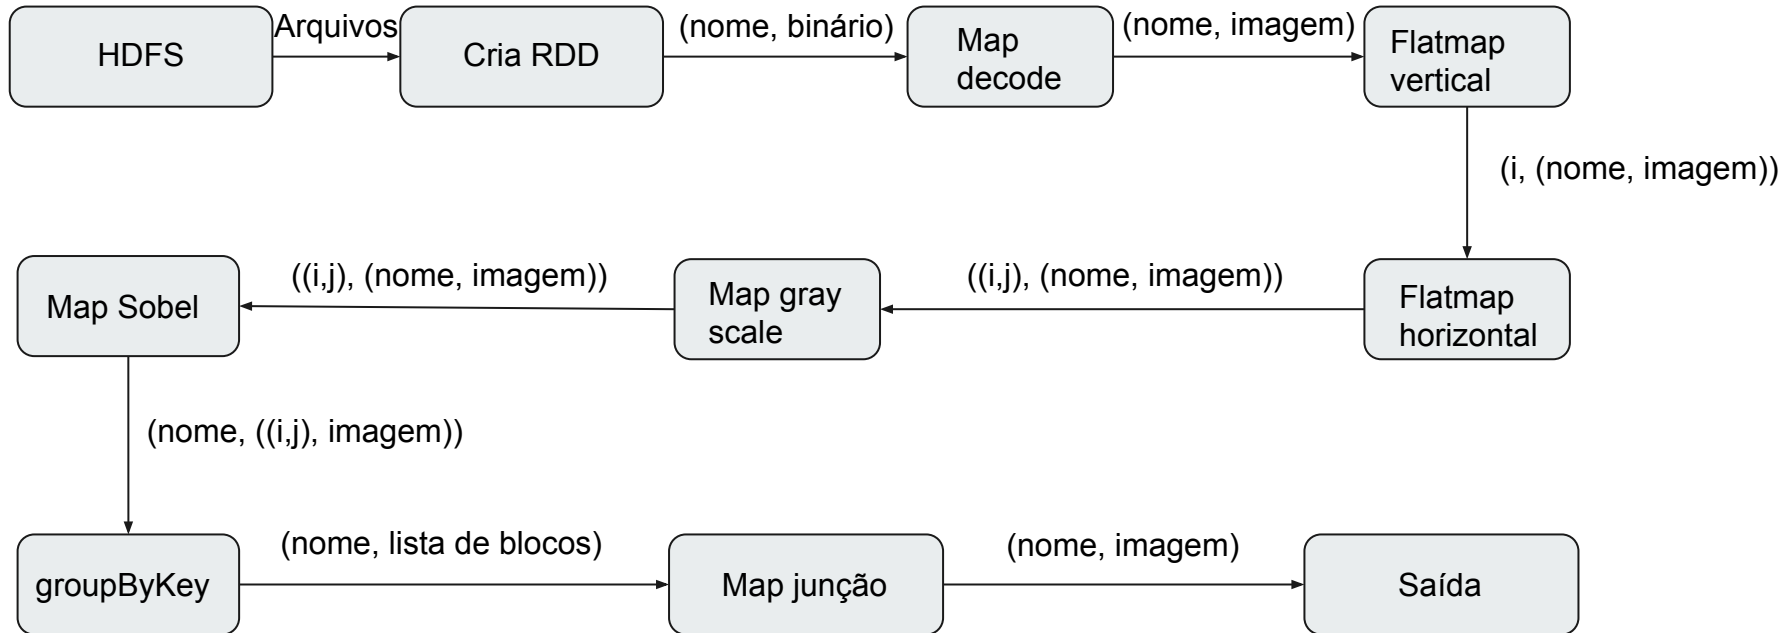 HDFS
Arquivos
Cria RDD
(nome, binário)
Map
decode
(nome, imagem)
Flatmap
vertical
(i, (nome, imagem))
Flatmap
horizontal
((i,j), (nome, imagem))
Map gray
scale
((i,j), (nome, imagem))
Map Sobel
(nome, ((i,j), imagem))
groupByKey
(nome, lista de blocos)
Map junção
(nome, imagem)
Saída